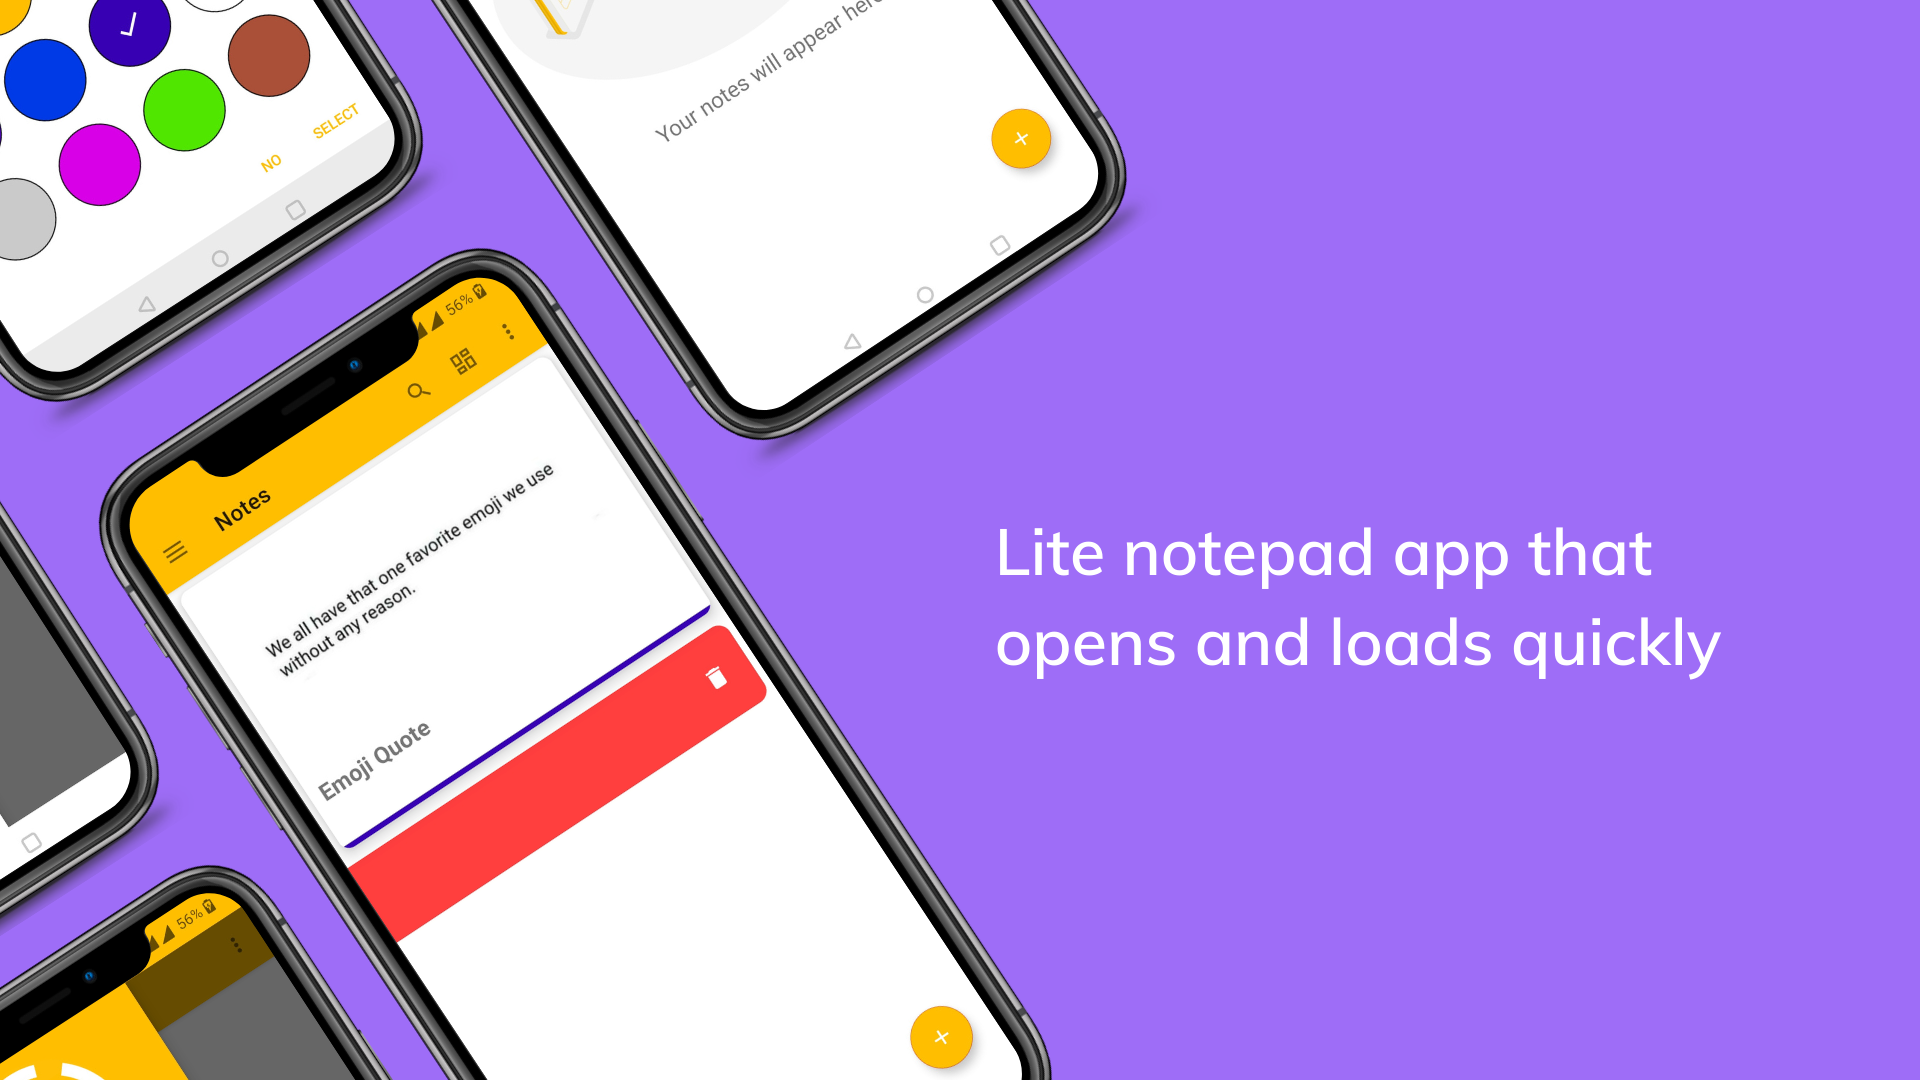 NO
SELECT
Your notes will appear here
56%
Notes
We all have that one favorite emoji we use
without any reason.
Emoji Quote
Lite notepad app that
opens and loads quickly
56%